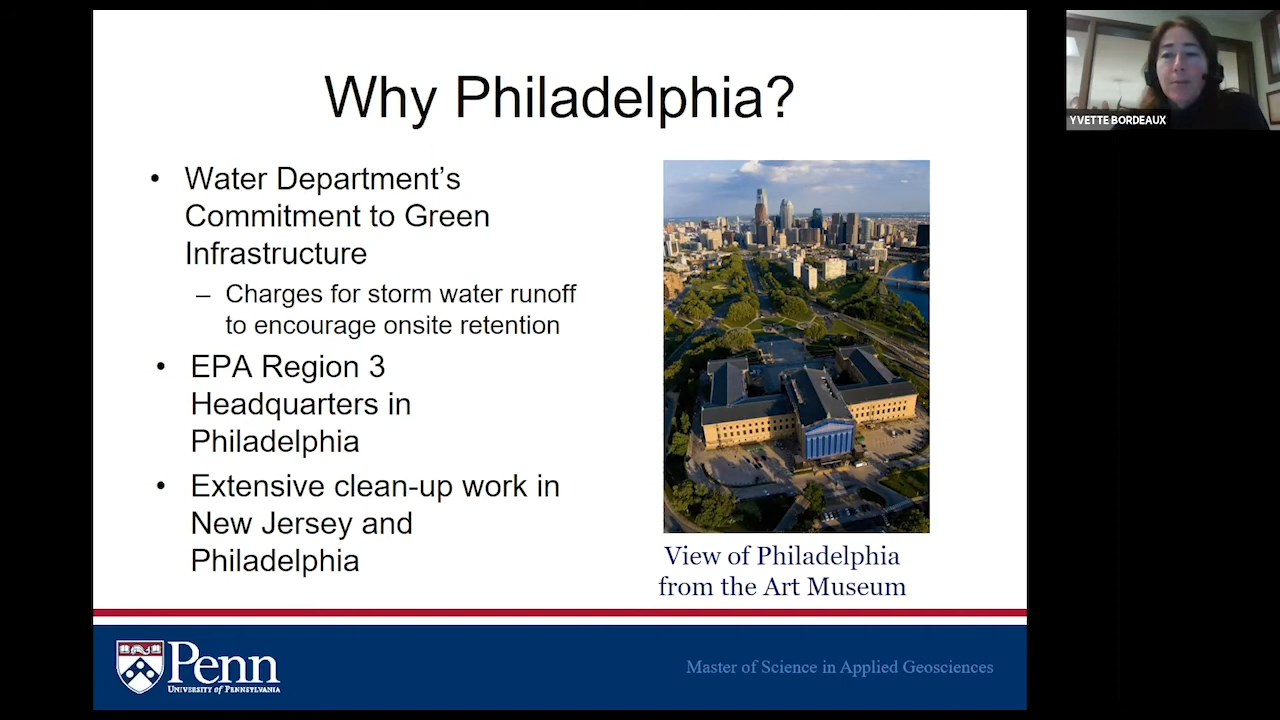 Why Philadelphia?
• Water Department’s
Commitment to Green
Infrastructure
– Charges for storm water runoff
to encourage onsite retention
• EPA Region 3
Headquarters in
Philadelphia
• Extensive clean-up work in
New Jersey and
Philadelphia
View of Philadelphia
from the Art Museum
Penn
University of Pennsylvania
Master of Science in Applied Geosciences
YVETTE BORDEAUX